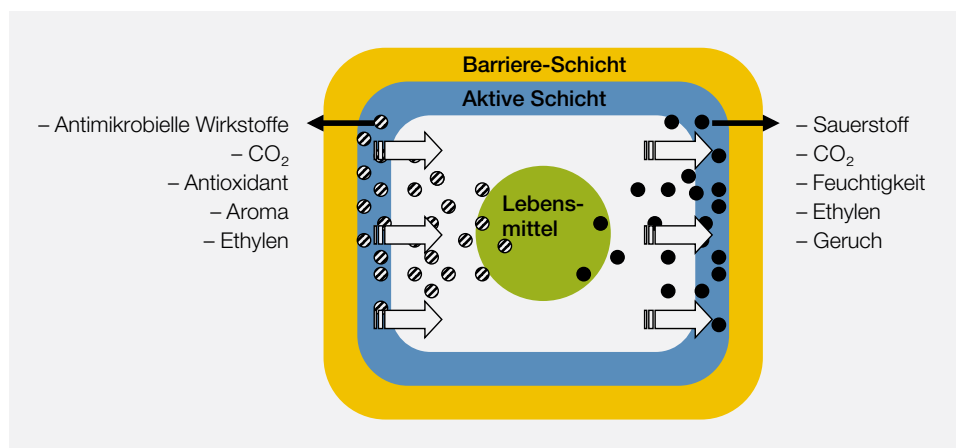 Barriere-Schicht
Aktive Schicht
– Antimikrobielle Wirkstoffe
– CO₂
– Antioxidant
– Aroma
– Ethylen
Lebens-
mittel
– Sauerstoff
– CO₂
– Feuchtigkeit
– Ethylen
– Geruch